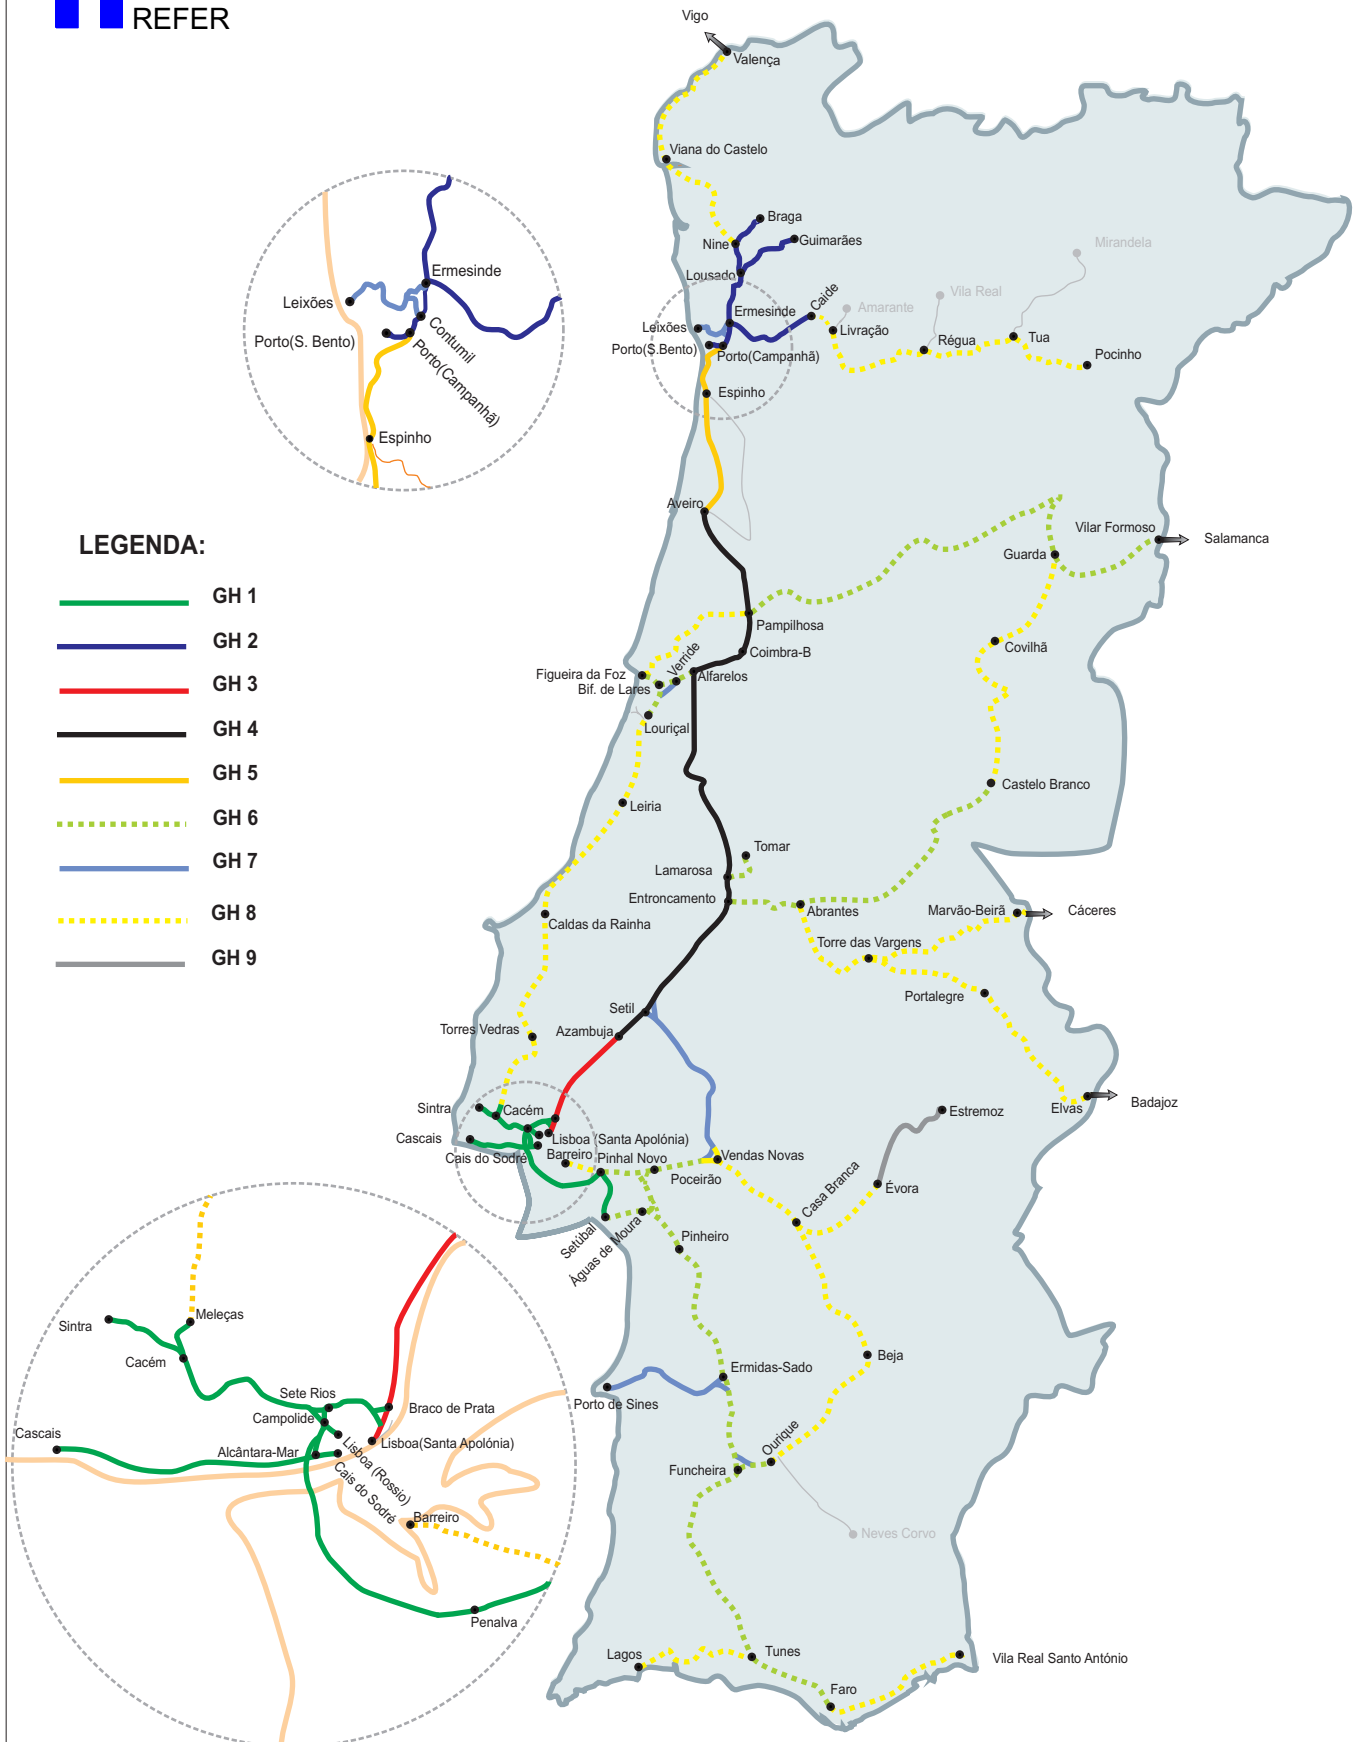 REFER
Vigo
Valença
Viana do Castelo
Braga
Guimarães
Nine
Lousado
Mirandela
Vila Real
Amarante
Caide
Ermesinde
Leixões
Livração
Porto(S.Bento)
Porto(Campanhã)
Régua
Tua
Pocinho
Espinho
Ermesinde
Leixões
Contumil
Porto(S. Bento)
Porto(Campanhã)
Espinho
Aveiro
Vilar Formoso
Salamanca
Guarda
LEGENDA:
GH 1
GH 2
GH 3
GH 4
GH 5
GH 6
GH 7
GH 8
GH 9
Pampilhosa
Coimbra-B
Covilhã
Verride
Figueira da Foz
Bif. de Lares
Alfarelos
Louriçal
Castelo Branco
Leiria
Tomar
Lamarosa
Entroncamento
Abrantes
Marvão-Beirã
Cáceres
Caldas da Rainha
Torre das Vargens
Portalegre
Setil
Torres Vedras
Azambuja
Elvas
Badajoz
Sintra
Cacém
Estremoz
Cascais
Lisboa (Santa Apolónia)
Cais do Sodré
Barreiro
Pinhal Novo
Vendas Novas
Poceirão
Casa Branca
Évora
Setúbal
Águas de Moura
Pinheiro
Meleças
Sintra
Cacém
Beja
Ermidas-Sado
Porto de Sines
Sete Rios
Campolide
Braco de Prata
Cascais
Alcântara-Mar
Lisboa(Santa Apolónia)
Lisboa (Rossio)
Cais do Sodré
Barreiro
Penalva
Ourique
Funcheira
Neves Corvo
Lagos
Tunes
Vila Real Santo António
Faro